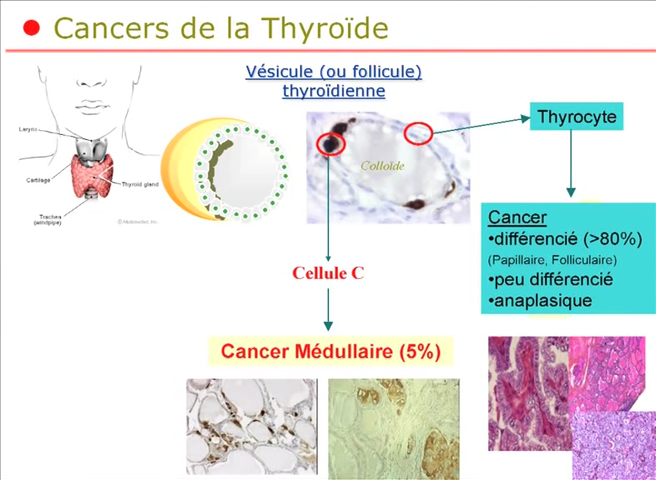 Cancers de la Thyroïde
Vésicule (ou follicule)
thyroïdienne
Larynx
Cartilage
Thyroid gland
Trachea
(windpipe)
Colloïde
Thyrocyte
Cancer
•différencié (>80%)
(Papillaire, Folliculaire)
•peu différencié
•anaplasique
Cellule C
Cancer Médullaire (5%)